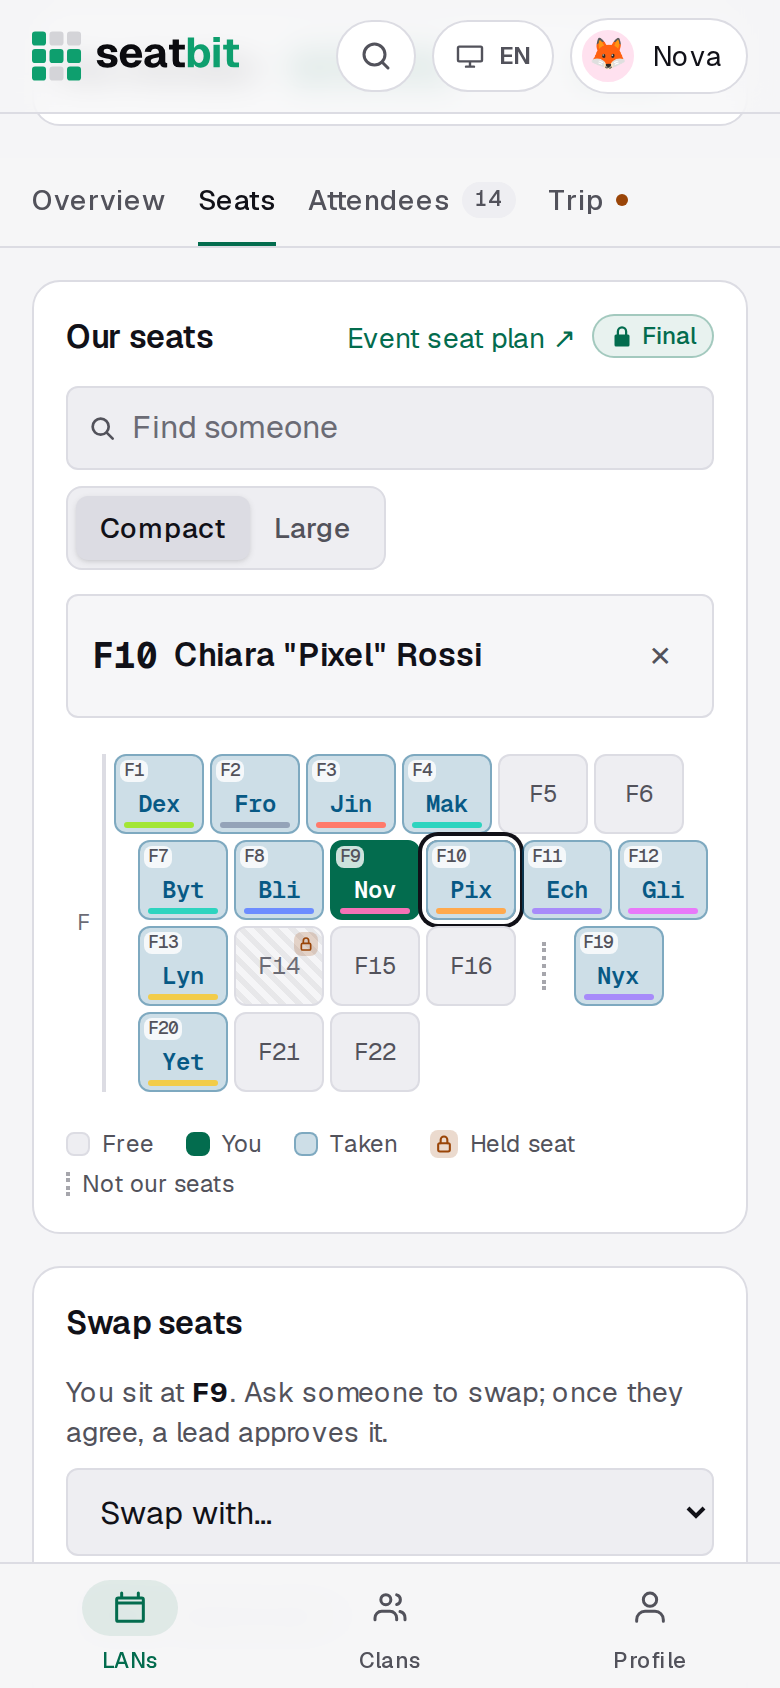 seatbit
EN
Nova
Overview Seats Attendees 14 Trip
Our seats Event seat plan ↗ Final
Find someone
Compact Large
F10 Chiara "Pixel" Rossi ×
F1 F2 F3 F4
Dex Fro Jin Mak F5 F6
F7 F8 F9 F10 F11 F12
Byt Bli Nov Pix Ech Gli
F
F13 F19
Lyn F14 F15 F16 Nyx
F20
Yet F21 F22
Free You Taken Held seat
Not our seats
Swap seats
You sit at F9. Ask someone to swap; once they
agree, a lead approves it.
Swap with...
LANs Clans Profile